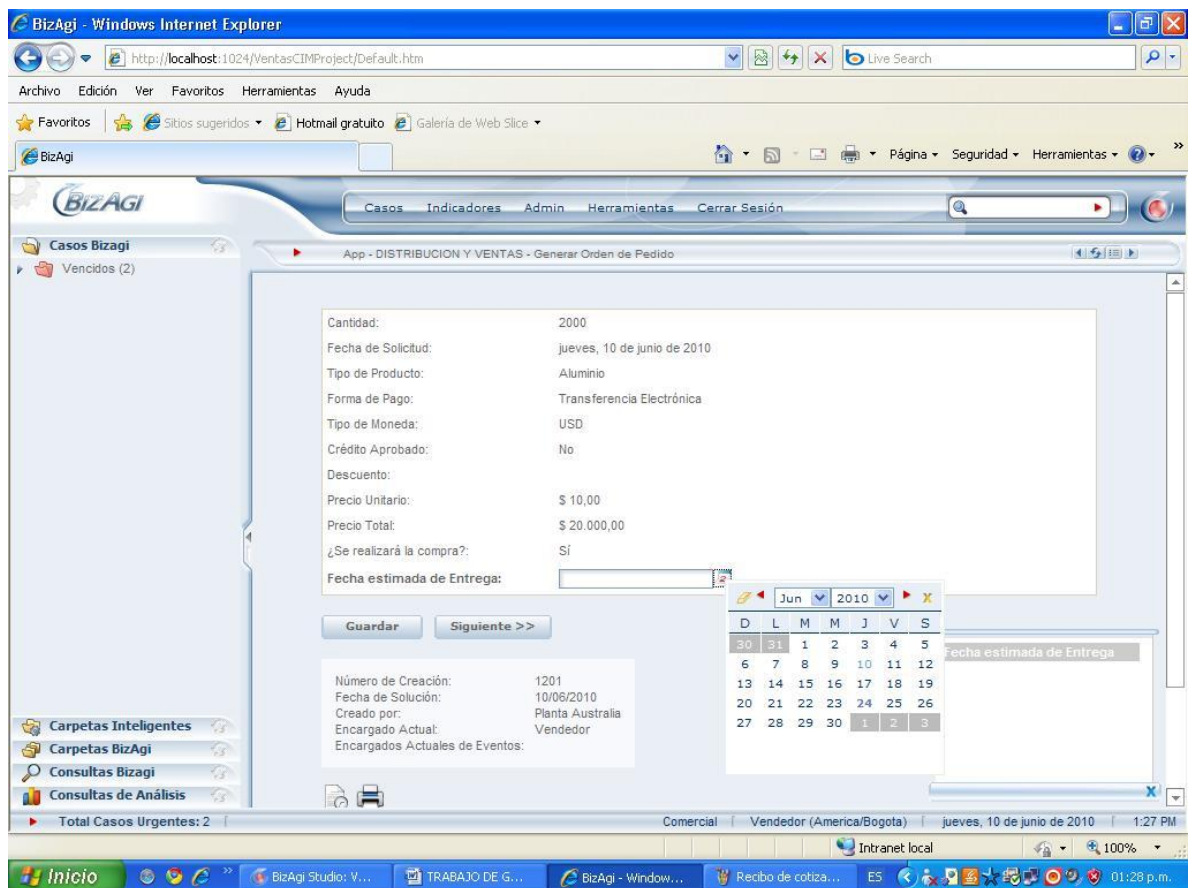 BizAgi - Windows Internet Explorer
http://localhost:1024/VentasCIMProject/Default.htm
Live Search
Archivo Edición Ver Favoritos Herramientas Ayuda
Favoritos Sitios sugeridos Hotmail gratuito Galería de Web Slice
BizAgi Página Seguridad Herramientas
BIZAGI
Casos Indicadores Admin Herramientas Cerrar Sesión
Casos Bizagi
Vencidos (2)
App - DISTRIBUCION Y VENTAS - Generar Orden de Pedido
Cantidad: 2000
Fecha de Solicitud: jueves, 10 de junio de 2010
Tipo de Producto: Aluminio
Forma de Pago: Transferencia Electrónica
Tipo de Moneda: USD
Crédito Aprobado: No
Descuento:
Precio Unitario: $ 10,00
Precio Total: $ 20.000,00
¿Se realizará la compra?: Sí
Fecha estimada de Entrega:
Jun 2010 X
D L M M J V S
30 31 1 2 3 4 5
6 7 8 9 10 11 12
13 14 15 16 17 18 19
20 21 22 23 24 25 26
27 28 29 30 1 2 3
Fecha estimada de Entrega
X
Guardar Siguiente >>
Número de Creación: 1201
Fecha de Solución: 10/06/2010
Creado por: Planta Australia
Encargado Actual: Vendedor
Encargados Actuales de Eventos:
Carpetas Inteligentes
Carpetas BizAgi
Consultas Bizagi
Consultas de Análisis
Total Casos Urgentes: 2 Comercial Vendedor (America/Bogota) jueves, 10 de junio de 2010 1:27 PM
Intranet local 100%
Inicio BizAgi Studio: V... TRABAJO DE G... BizAgi - Window... Recibo de cotiza... ES 01:28 p.m.